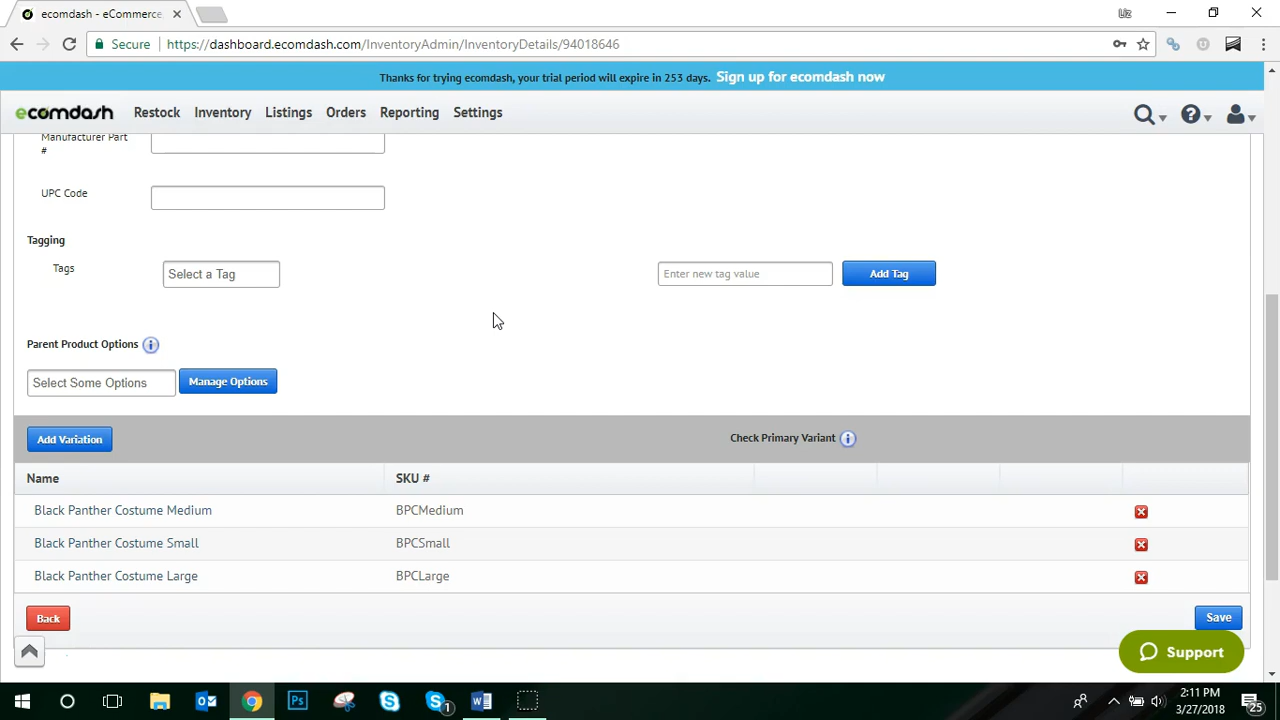 ecomdash - eCommerce
Liz
Secure
https://dashboard.ecomdash.com/InventoryAdmin/InventoryDetails/94018646
Thanks for trying ecomdash, your trial period will expire in 253 days. Sign up for ecomdash now
ecomdash Restock Inventory Listings Orders Reporting Settings
Manufacturer Part
#
UPC Code
Tagging
Tags Select a Tag Enter new tag value Add Tag
Parent Product Options
Select Some Options Manage Options
Add Variation Check Primary Variant
Name SKU #
Black Panther Costume Medium BPCMedium
Black Panther Costume Small BPCSmall
Black Panther Costume Large BPCLarge
Back Save
Support
2:11 PM
3/27/2018
25